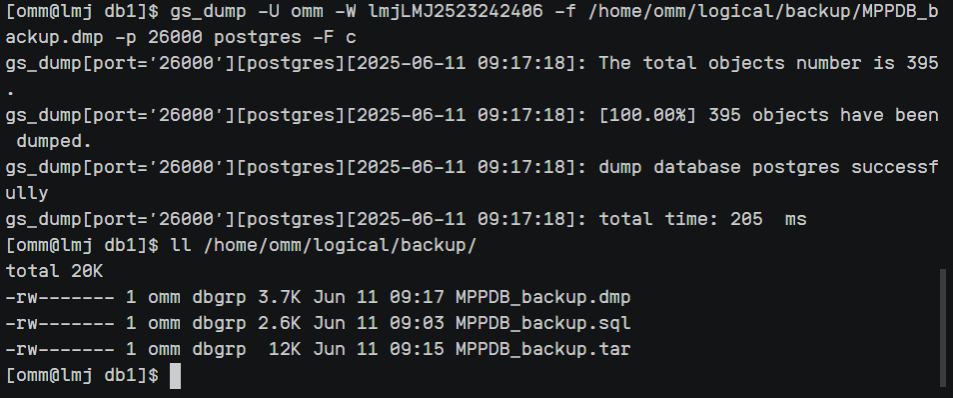 [omm@lmj db1]$ gs_dump -U omm -W lmjLMJ2523242406 -f /home/omm/logical/backup/MPPDB_b
ackup.dmp -p 26000 postgres -F c
gs_dump[port='26000'][postgres][2025-06-11 09:17:18]: The total objects number is 395
.
gs_dump[port='26000'][postgres][2025-06-11 09:17:18]: [100.00%] 395 objects have been
 dumped.
gs_dump[port='26000'][postgres][2025-06-11 09:17:18]: dump database postgres successf
ully
gs_dump[port='26000'][postgres][2025-06-11 09:17:18]: total time: 205  ms
[omm@lmj db1]$ ll /home/omm/logical/backup/
total 20K
-rw------- 1 omm dbgrp 3.7K Jun 11 09:17 MPPDB_backup.dmp
-rw------- 1 omm dbgrp 2.6K Jun 11 09:03 MPPDB_backup.sql
-rw------- 1 omm dbgrp  12K Jun 11 09:15 MPPDB_backup.tar
[omm@lmj db1]$